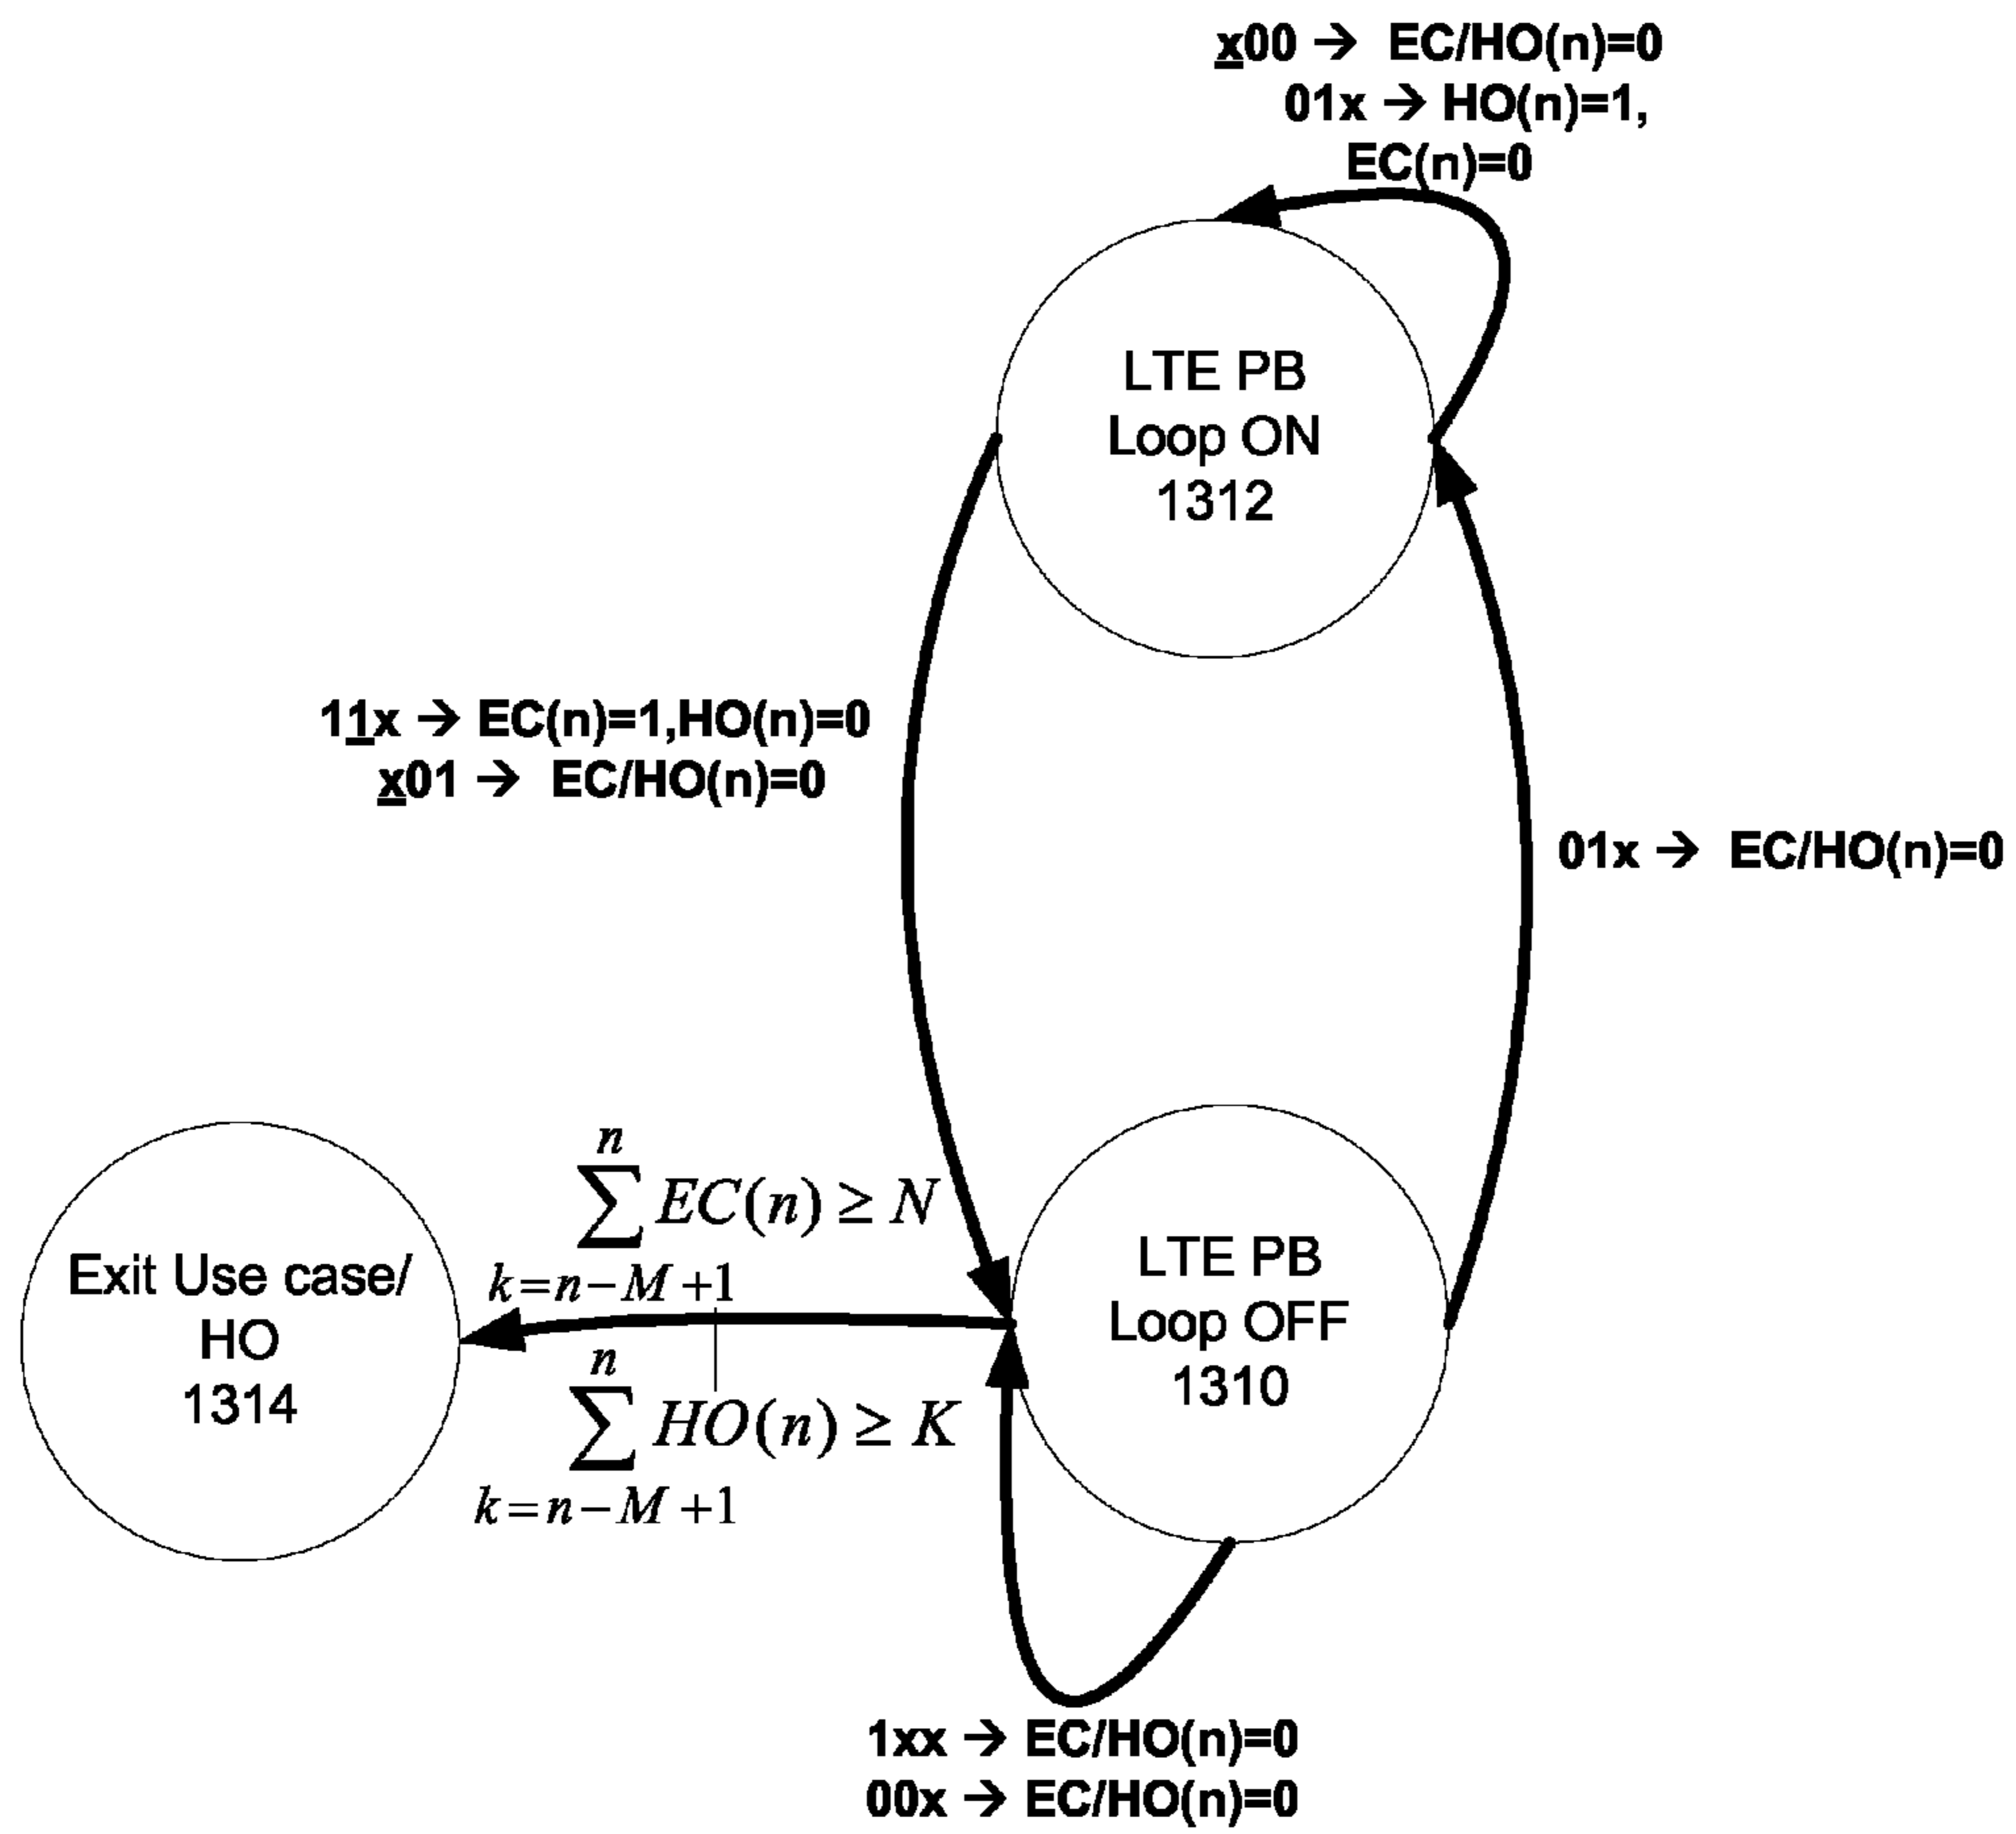 x00 → EC/HO(n)=0
01x → HO(n)=1,
EC(n)=0
LTE PB
Loop ON
1312
11x → EC(n)=1,HO(n)=0
x01 → EC/HO(n)=0
01x → EC/HO(n)=0
n
∑ EC(n) ≥ N
k=n−M+1
Exit Use case/
HO
1314
LTE PB
Loop OFF
1310
n
∑ HO(n) ≥ K
k=n−M+1
1xx → EC/HO(n)=0
00x → EC/HO(n)=0